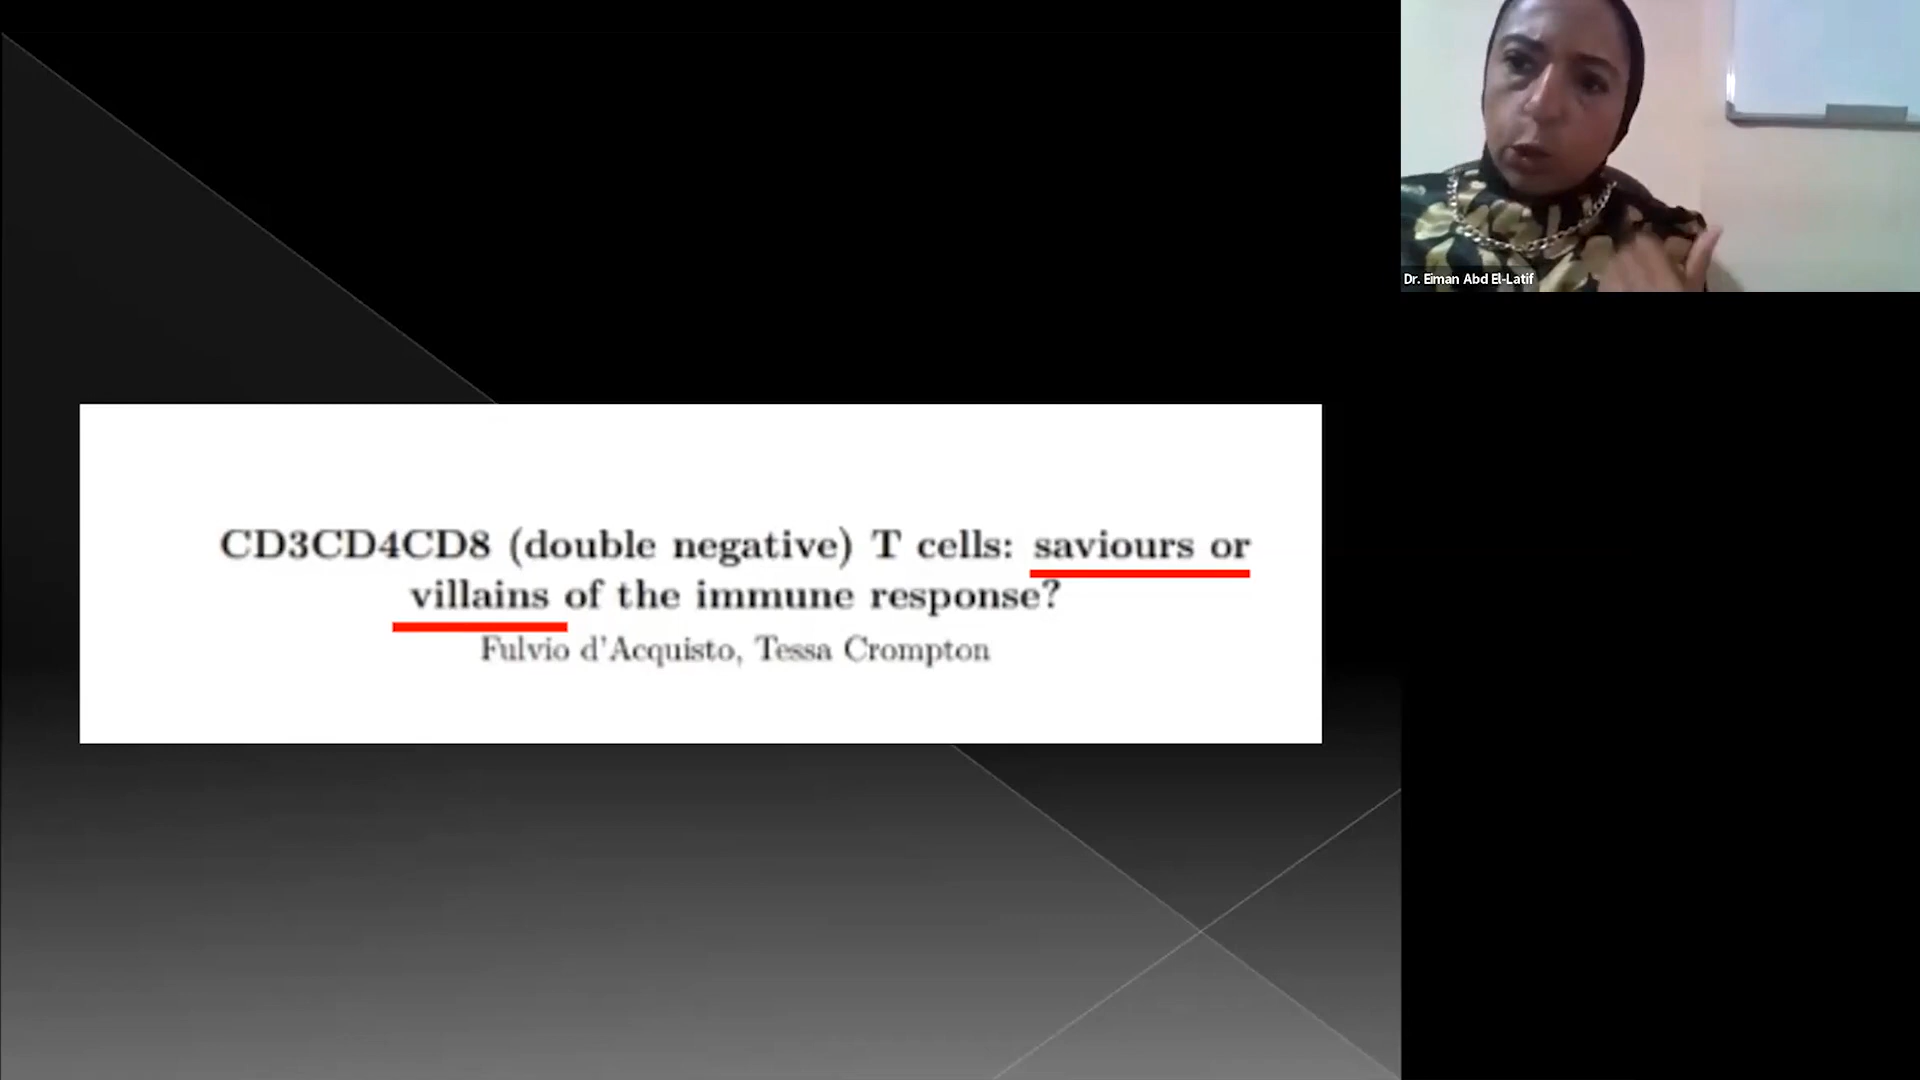 Dr. Eiman Abd El-Latif
CD3CD4CD8 (double negative) T cells: saviours or
villains of the immune response?
Fulvio d'Acquisto, Tessa Crompton